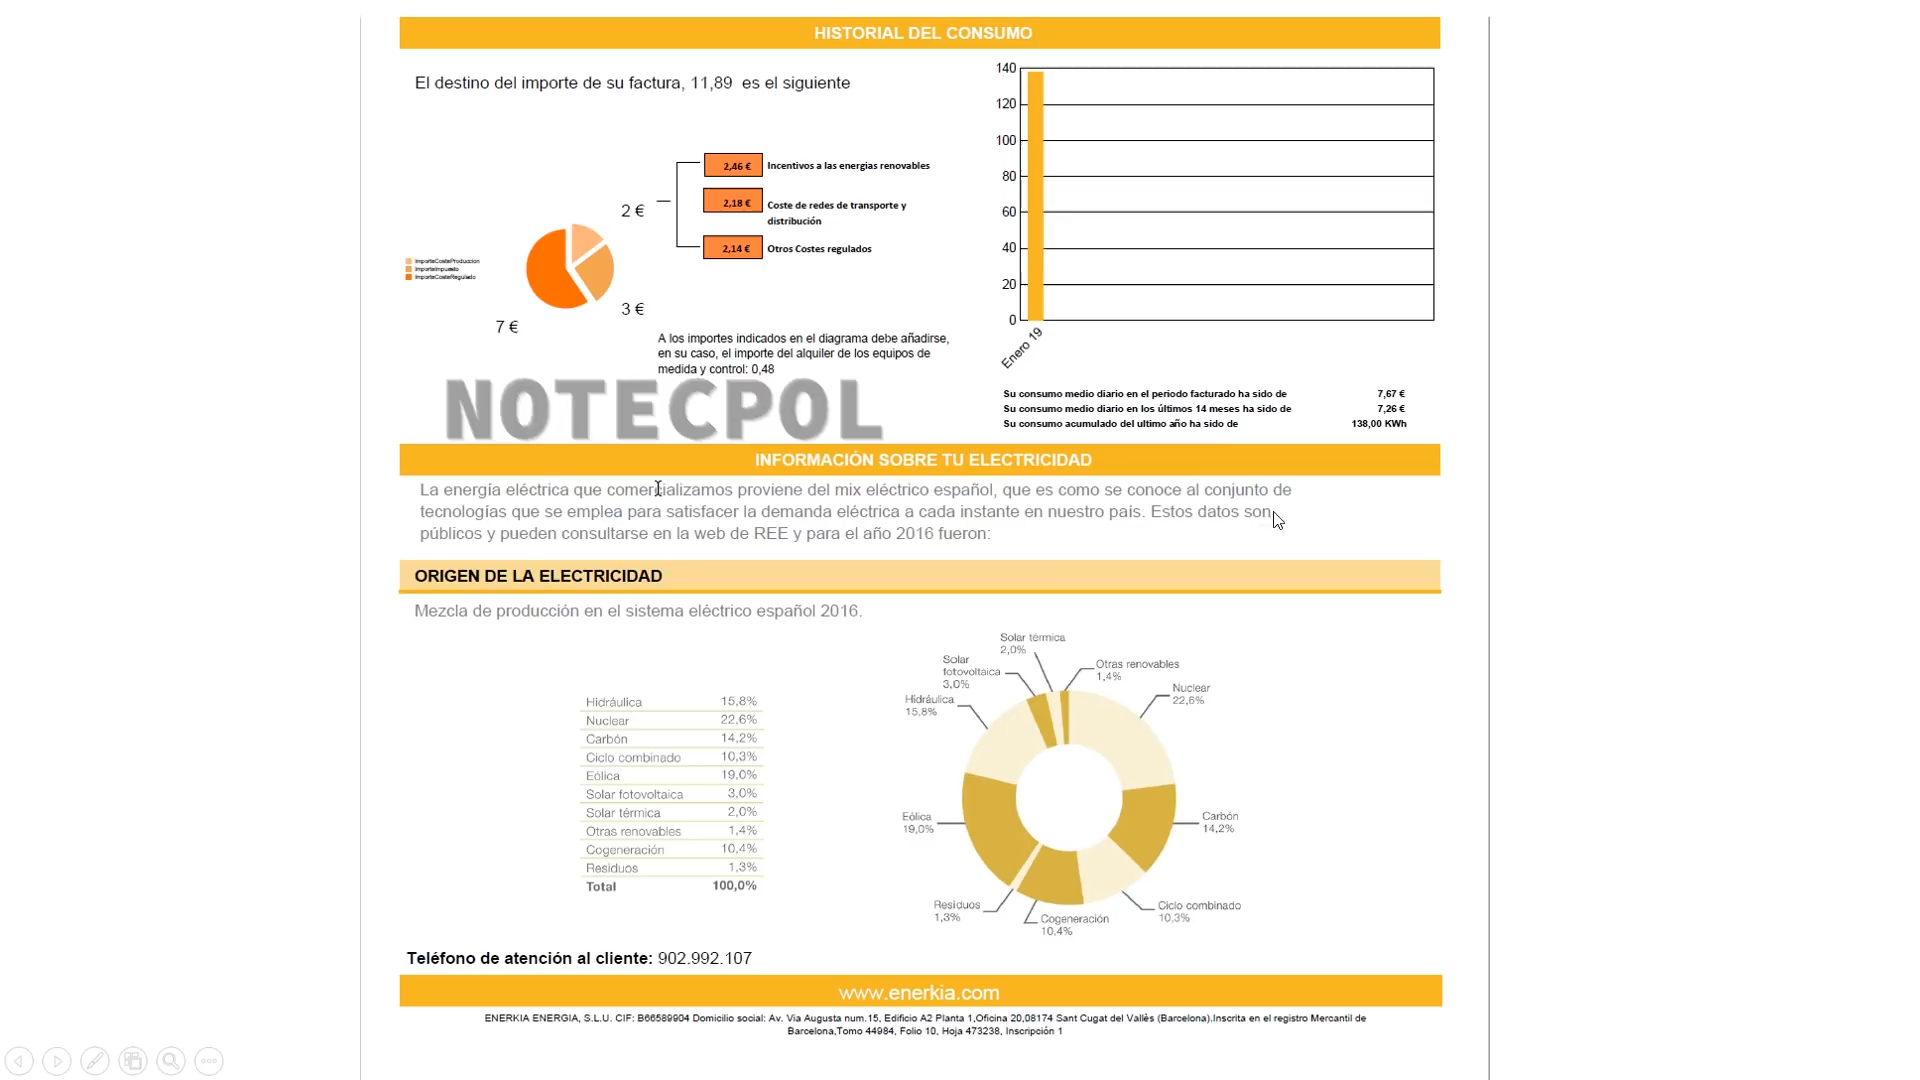 HISTORIAL DEL CONSUMO
El destino del importe de su factura, 11,89 es el siguiente
2,46 € Incentivos a las energias renovables
2,18 € Coste de redes de transporte y
distribución
2,14 € Otros Costes regulados
2 €
3 €
7 €
ImporteCosteProduccion
ImporteImpuesto
ImporteCosteRegulado
A los importes indicados en el diagrama debe añadirse,
en su caso, el importe del alquiler de los equipos de
medida y control: 0,48
NOTECPOL
140
120
100
80
60
40
20
0
Enero 19
Su consumo medio diario en el periodo facturado ha sido de 7,67 €
Su consumo medio diario en los últimos 14 meses ha sido de 7,26 €
Su consumo acumulado del ultimo año ha sido de 138,00 KWh
INFORMACIÓN SOBRE TU ELECTRICIDAD
La energía eléctrica que comercializamos proviene del mix eléctrico español, que es como se conoce al conjunto de
tecnologías que se emplea para satisfacer la demanda eléctrica a cada instante en nuestro país. Estos datos son
públicos y pueden consultarse en la web de REE y para el año 2016 fueron:
ORIGEN DE LA ELECTRICIDAD
Mezcla de producción en el sistema eléctrico español 2016.
Hidráulica 15,8%
Nuclear 22,6%
Carbón 14,2%
Ciclo combinado 10,3%
Eólica 19,0%
Solar fotovoltaica 3,0%
Solar térmica 2,0%
Otras renovables 1,4%
Cogeneración 10,4%
Residuos 1,3%
Total 100,0%
Solar térmica
2,0%
Otras renovables
1,4%
Solar
fotovoltaica
3,0%
Nuclear
22,6%
Hidráulica
15,8%
Eólica
19,0%
Carbón
14,2%
Residuos
1,3%
Cogeneración
10,4%
Ciclo combinado
10,3%
Teléfono de atención al cliente: 902.992.107
www.enerkia.com
ENERKIA ENERGIA, S.L.U. CIF: B66589904 Domicilio social: Av. Via Augusta num.15, Edificio A2 Planta 1,Oficina 20,08174 Sant Cugat del Vallès (Barcelona).Inscrita en el registro Mercantil de
Barcelona,Tomo 44984, Folio 10, Hoja 473238, Inscripción 1